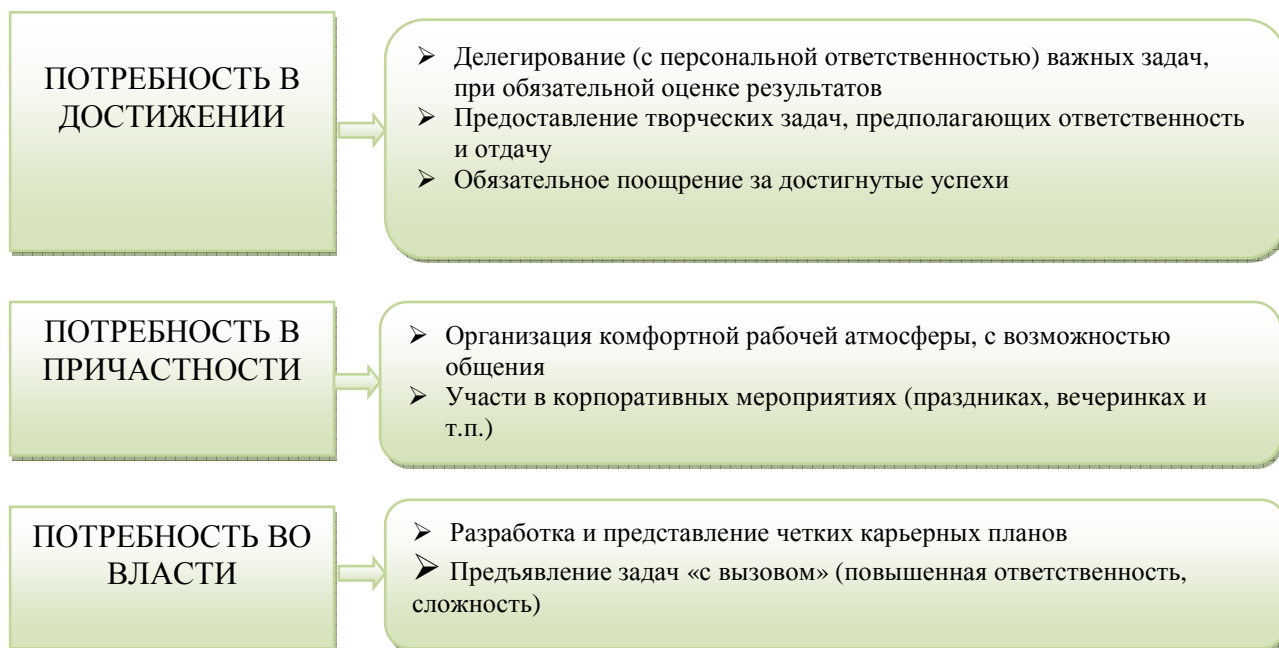 ПОТРЕБНОСТЬ В
ДОСТИЖЕНИИ
➢ Делегирование (с персональной ответственностью) важных задач,
при обязательной оценке результатов
➢ Предоставление творческих задач, предполагающих ответственность
и отдачу
➢ Обязательное поощрение за достигнутые успехи
ПОТРЕБНОСТЬ В
ПРИЧАСТНОСТИ
➢ Организация комфортной рабочей атмосферы, с возможностью
общения
➢ Участи в корпоративных мероприятиях (праздниках, вечеринках и
т.п.)
ПОТРЕБНОСТЬ ВО
ВЛАСТИ
➢ Разработка и представление четких карьерных планов
➢ Предъявление задач «с вызовом» (повышенная ответственность,
сложность)